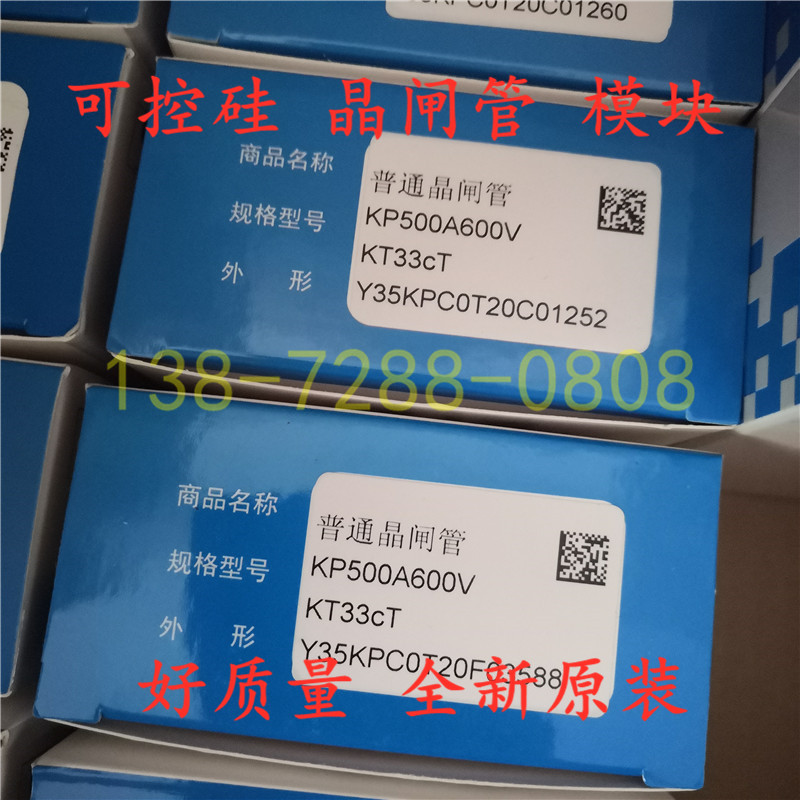 可控硅 晶闸管 模块
商品名称
普通晶闸管
规格型号
KP500A600V
外形
KT33cT
Y35KPC0T20C01252
138-7288-0808
商品名称
普通晶闸管
规格型号
KP500A600V
外形
KT33cT
好质量 全新原装